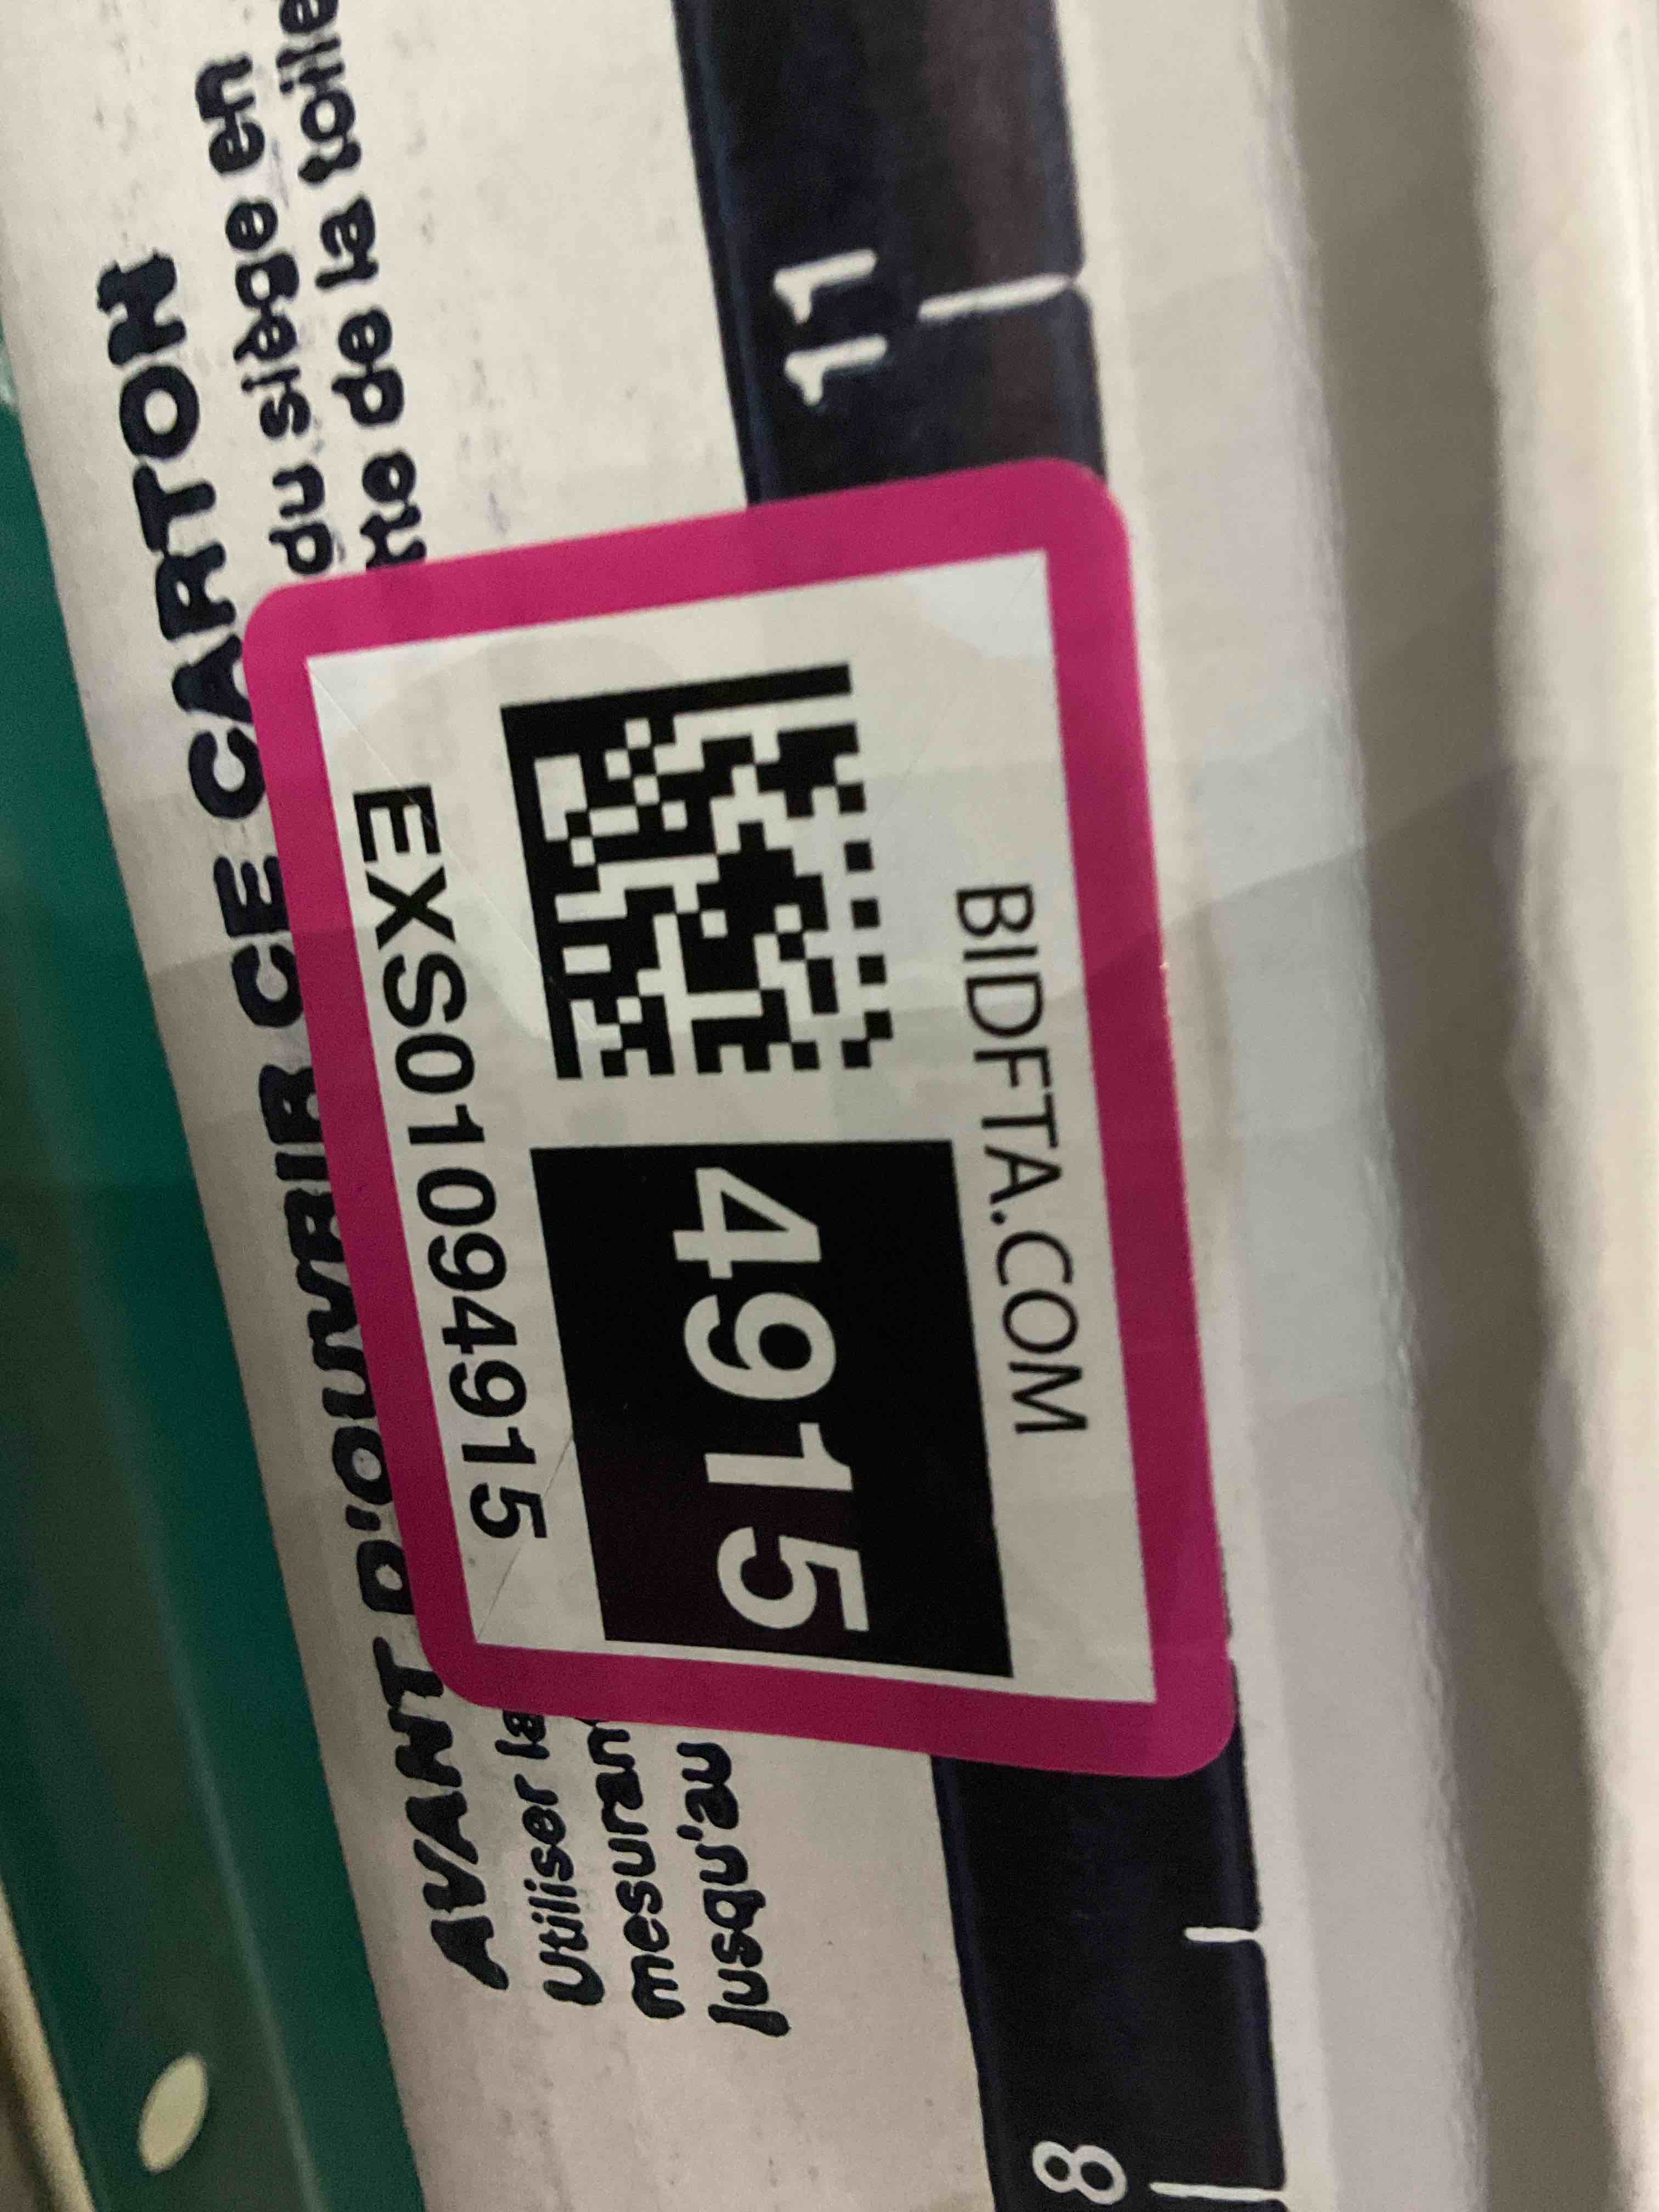 BIDFTA.COM
4915
EXS01094915
AVANT D'OUVRIR CE CARTON
Utiliser la
du siège en
mesurant
de la toile
jusqu'au
8
11